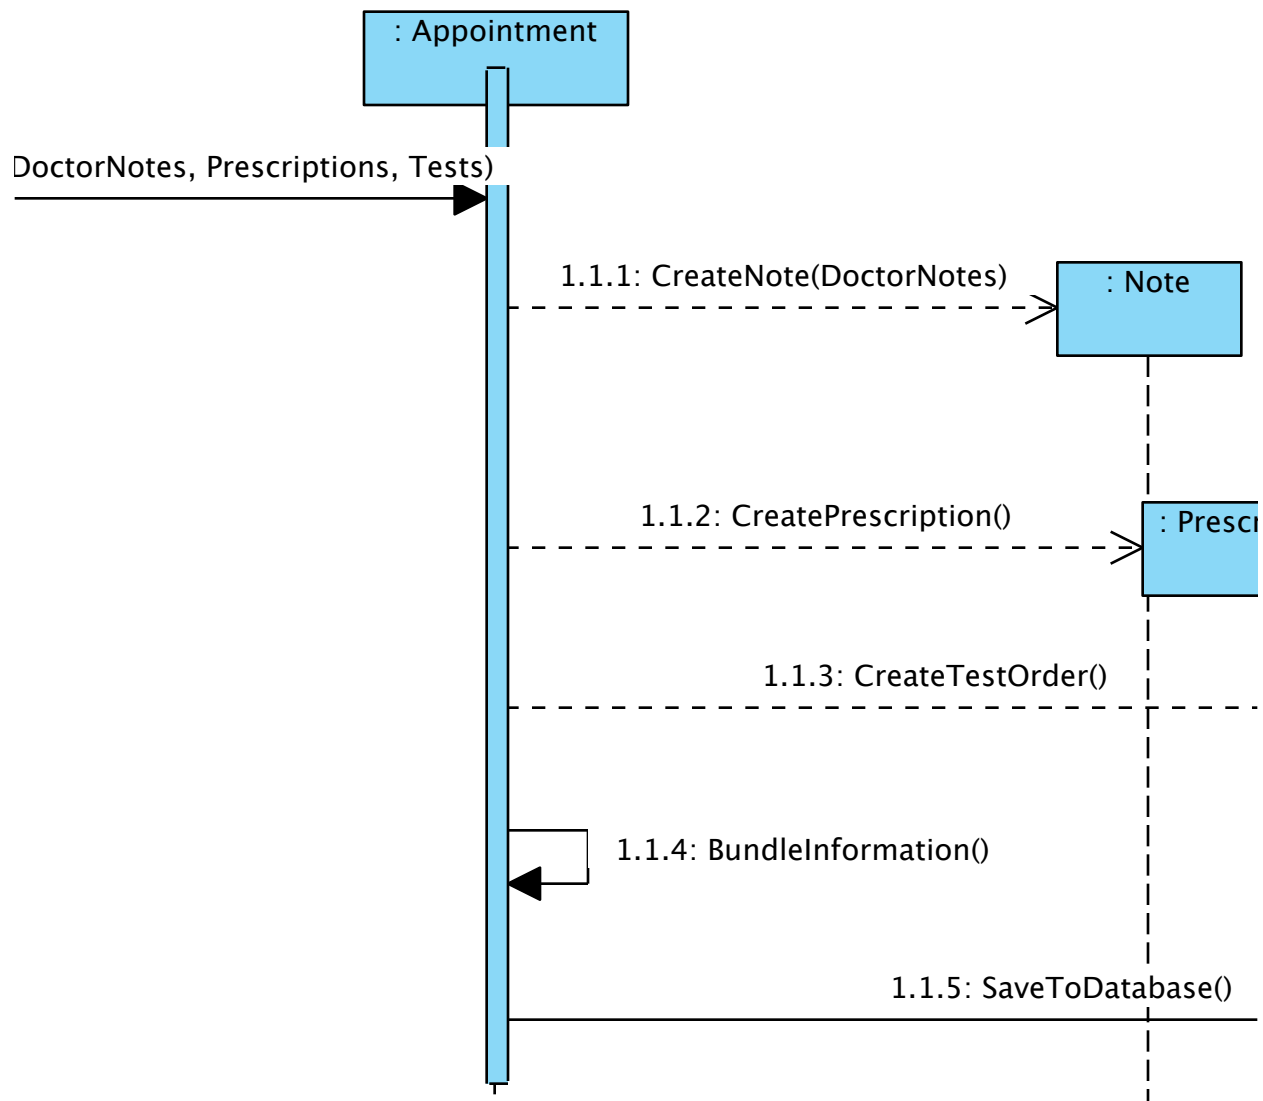 : Appointment
DoctorNotes, Prescriptions, Tests)
1.1.1: CreateNote(DoctorNotes)
: Note
1.1.2: CreatePrescription()
: Prescr
1.1.3: CreateTestOrder()
1.1.4: BundleInformation()
1.1.5: SaveToDatabase()